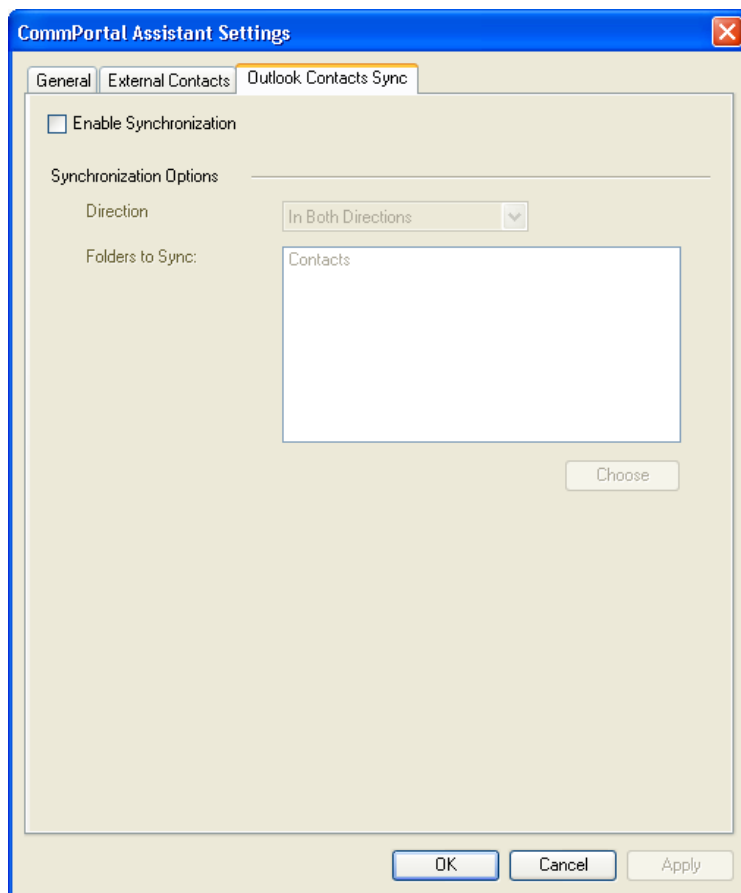 CommPortal Assistant Settings
General External Contacts Outlook Contacts Sync
Enable Synchronization
Synchronization Options
Direction In Both Directions
Folders to Sync: Contacts
Choose
OK Cancel Apply